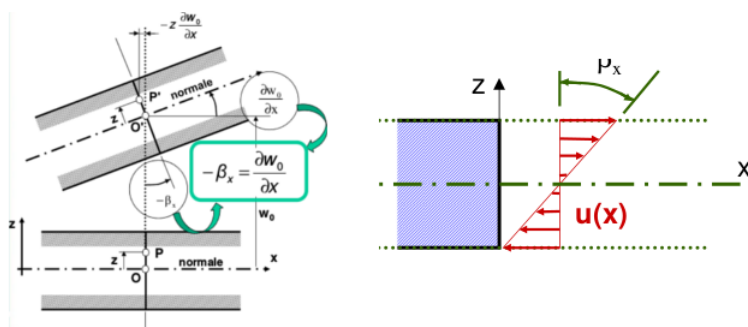 -z ∂w₀/∂x
P'
normale
z
O'
∂w₀/∂x
-βₓ = ∂w₀/∂x
-βₓ
w₀
z
P
z
normale
x
O
βₓ
z
x
u(x)